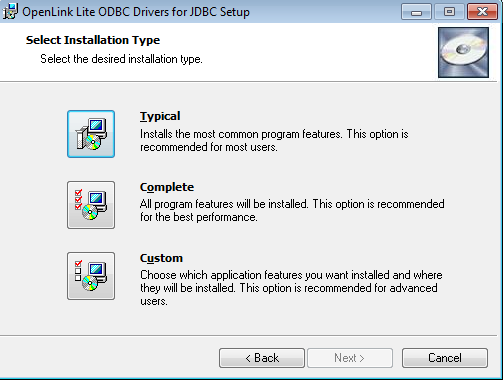 OpenLink Lite ODBC Drivers for JDBC Setup
Select Installation Type
Select the desired installation type.
Typical
Installs the most common program features. This option is
recommended for most users.
Complete
All program features will be installed. This option is recommended
for the best performance.
Custom
Choose which application features you want installed and where
they will be installed. This option is recommended for advanced
users.
< Back
Next >
Cancel